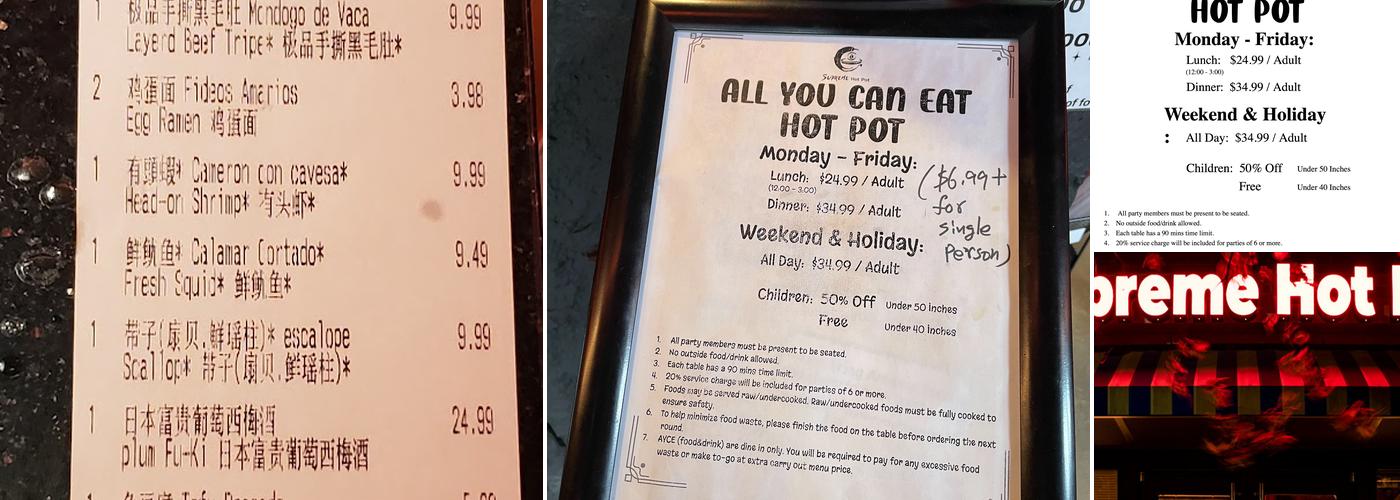 1 极品手撕黑毛肚 Mondogo de Vaca 9.99
Layerd Beef Tripe* 极品手撕黑毛肚*
2 鸡蛋面 Fideos Amarios 3.98
Egg Ramen 鸡蛋面
1 有頭蝦* Cameron con cavesa* 9.99
Head-on Shrimp* 有头虾*
1 鲜鱿鱼* Calamar Cortado* 9.49
Fresh Squid* 鲜鱿鱼*
1 带子(扇贝,鲜瑶柱)* escalope 9.99
Scallop* 带子(扇贝,鲜瑶柱)*
1 日本富贵葡萄西梅酒 24.99
plum Fu-Ki 日本富贵葡萄西梅酒
SUPREME Hot Pot
ALL YOU CAN EAT
HOT POT
Monday - Friday:
Lunch: $24.99 / Adult
(12:00 - 3:00)
Dinner: $34.99 / Adult
($6.99+
for
single
person)
Weekend & Holiday:
All Day: $34.99 / Adult
Children: 50% Off Under 50 inches
Free Under 40 inches
1. All party members must be present to be seated.
2. No outside food/drink allowed.
3. Each table has a 90 mins time limit.
4. 20% service charge will be included for parties of 6 or more.
5. Foods may be served raw/undercooked. Raw/undercooked foods must be fully cooked to
ensure safety.
6. To help minimize food waste, please finish the food on the table before ordering the next
round.
7. AYCE (food&drink) are dine in only. You will be required to pay for any excessive food
waste or make to-go at extra carry out menu price.
HOT POT
Monday - Friday:
Lunch: $24.99 / Adult
(12:00 - 3:00)
Dinner: $34.99 / Adult
Weekend & Holiday
: All Day: $34.99 / Adult
Children: 50% Off Under 50 Inches
Free Under 40 Inches
1. All party members must be present to be seated.
2. No outside food/drink allowed.
3. Each table has a 90 mins time limit.
4. 20% service charge will be included for parties of 6 or more.
preme Hot